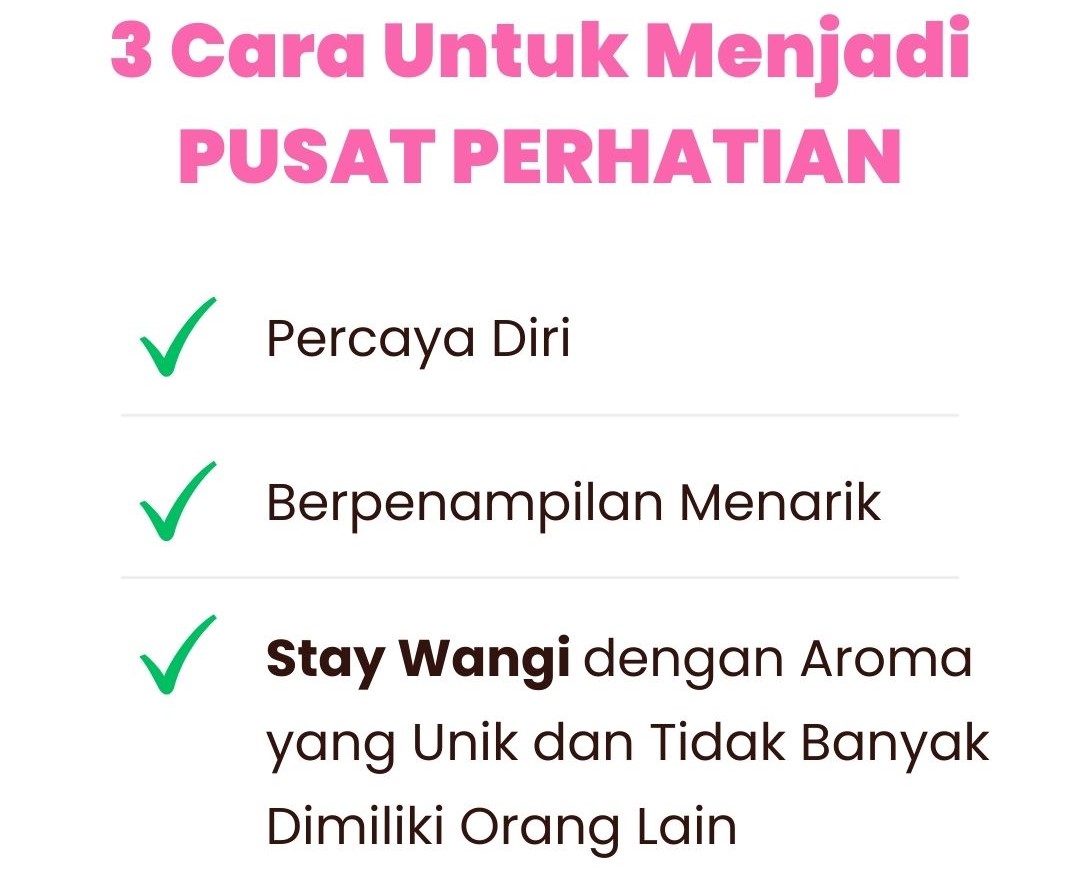 3 Cara Untuk Menjadi
PUSAT PERHATIAN
Percaya Diri
Berpenampilan Menarik
Stay Wangi dengan Aroma
yang Unik dan Tidak Banyak
Dimiliki Orang Lain